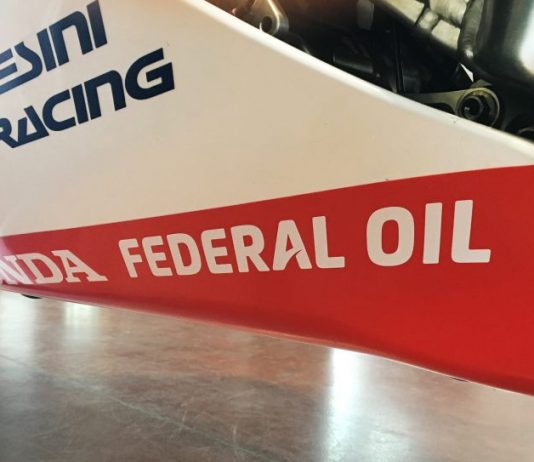 ESINI
RACING
NDA FEDERAL OIL